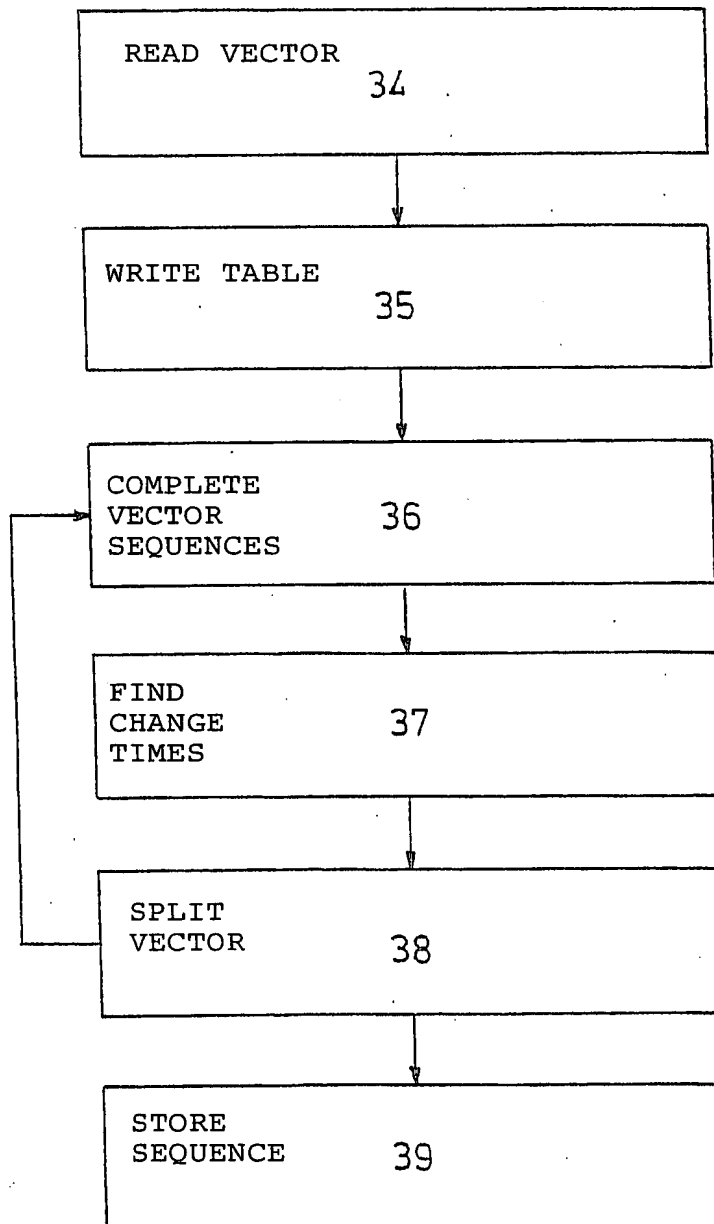 READ VECTOR
34
WRITE TABLE
35
COMPLETE
VECTOR
SEQUENCES
36
FIND
CHANGE
TIMES
37
SPLIT
VECTOR
38
STORE
SEQUENCE
39